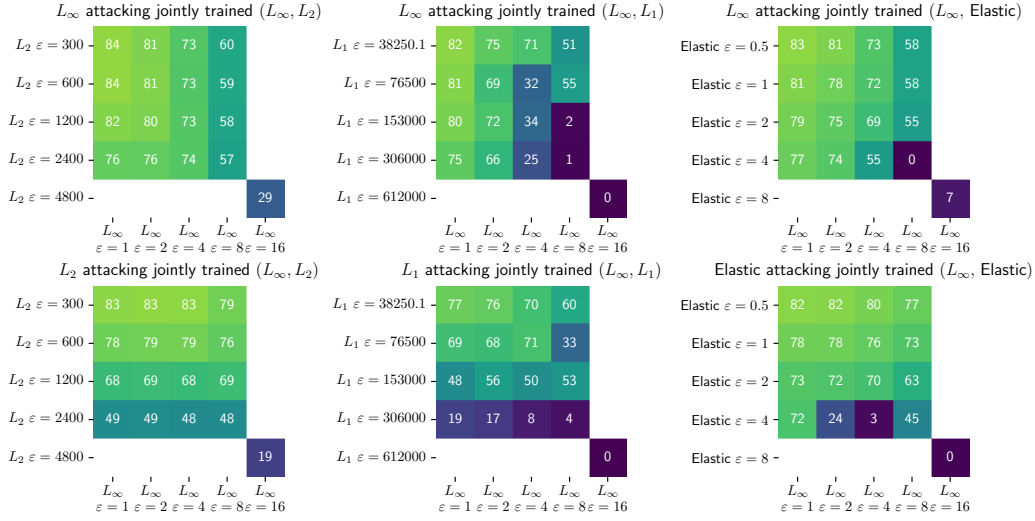 L∞ attacking jointly trained (L∞, L2)
L2 ε = 300 84 81 73 60
L2 ε = 600 84 81 73 59
L2 ε = 1200 82 80 73 58
L2 ε = 2400 76 76 74 57
L2 ε = 4800 29
L∞ L∞ L∞ L∞ L∞
ε = 1 ε = 2 ε = 4 ε = 8 ε = 16
L∞ attacking jointly trained (L∞, L1)
L1 ε = 38250.1 82 75 71 51
L1 ε = 76500 81 69 32 55
L1 ε = 153000 80 72 34 2
L1 ε = 306000 75 66 25 1
L1 ε = 612000 0
L∞ L∞ L∞ L∞ L∞
ε = 1 ε = 2 ε = 4 ε = 8 ε = 16
L∞ attacking jointly trained (L∞, Elastic)
Elastic ε = 0.5 83 81 73 58
Elastic ε = 1 81 78 72 58
Elastic ε = 2 79 75 69 55
Elastic ε = 4 77 74 55 0
Elastic ε = 8 7
L∞ L∞ L∞ L∞ L∞
ε = 1 ε = 2 ε = 4 ε = 8 ε = 16
L2 attacking jointly trained (L∞, L2)
L2 ε = 300 83 83 83 79
L2 ε = 600 78 79 79 76
L2 ε = 1200 68 69 68 69
L2 ε = 2400 49 49 48 48
L2 ε = 4800 19
L∞ L∞ L∞ L∞ L∞
ε = 1 ε = 2 ε = 4 ε = 8 ε = 16
L1 attacking jointly trained (L∞, L1)
L1 ε = 38250.1 77 76 70 60
L1 ε = 76500 69 68 71 33
L1 ε = 153000 48 56 50 53
L1 ε = 306000 19 17 8 4
L1 ε = 612000 0
L∞ L∞ L∞ L∞ L∞
ε = 1 ε = 2 ε = 4 ε = 8 ε = 16
Elastic attacking jointly trained (L∞, Elastic)
Elastic ε = 0.5 82 82 80 77
Elastic ε = 1 78 78 76 73
Elastic ε = 2 73 72 70 63
Elastic ε = 4 72 24 3 45
Elastic ε = 8 0
L∞ L∞ L∞ L∞ L∞
ε = 1 ε = 2 ε = 4 ε = 8 ε = 16